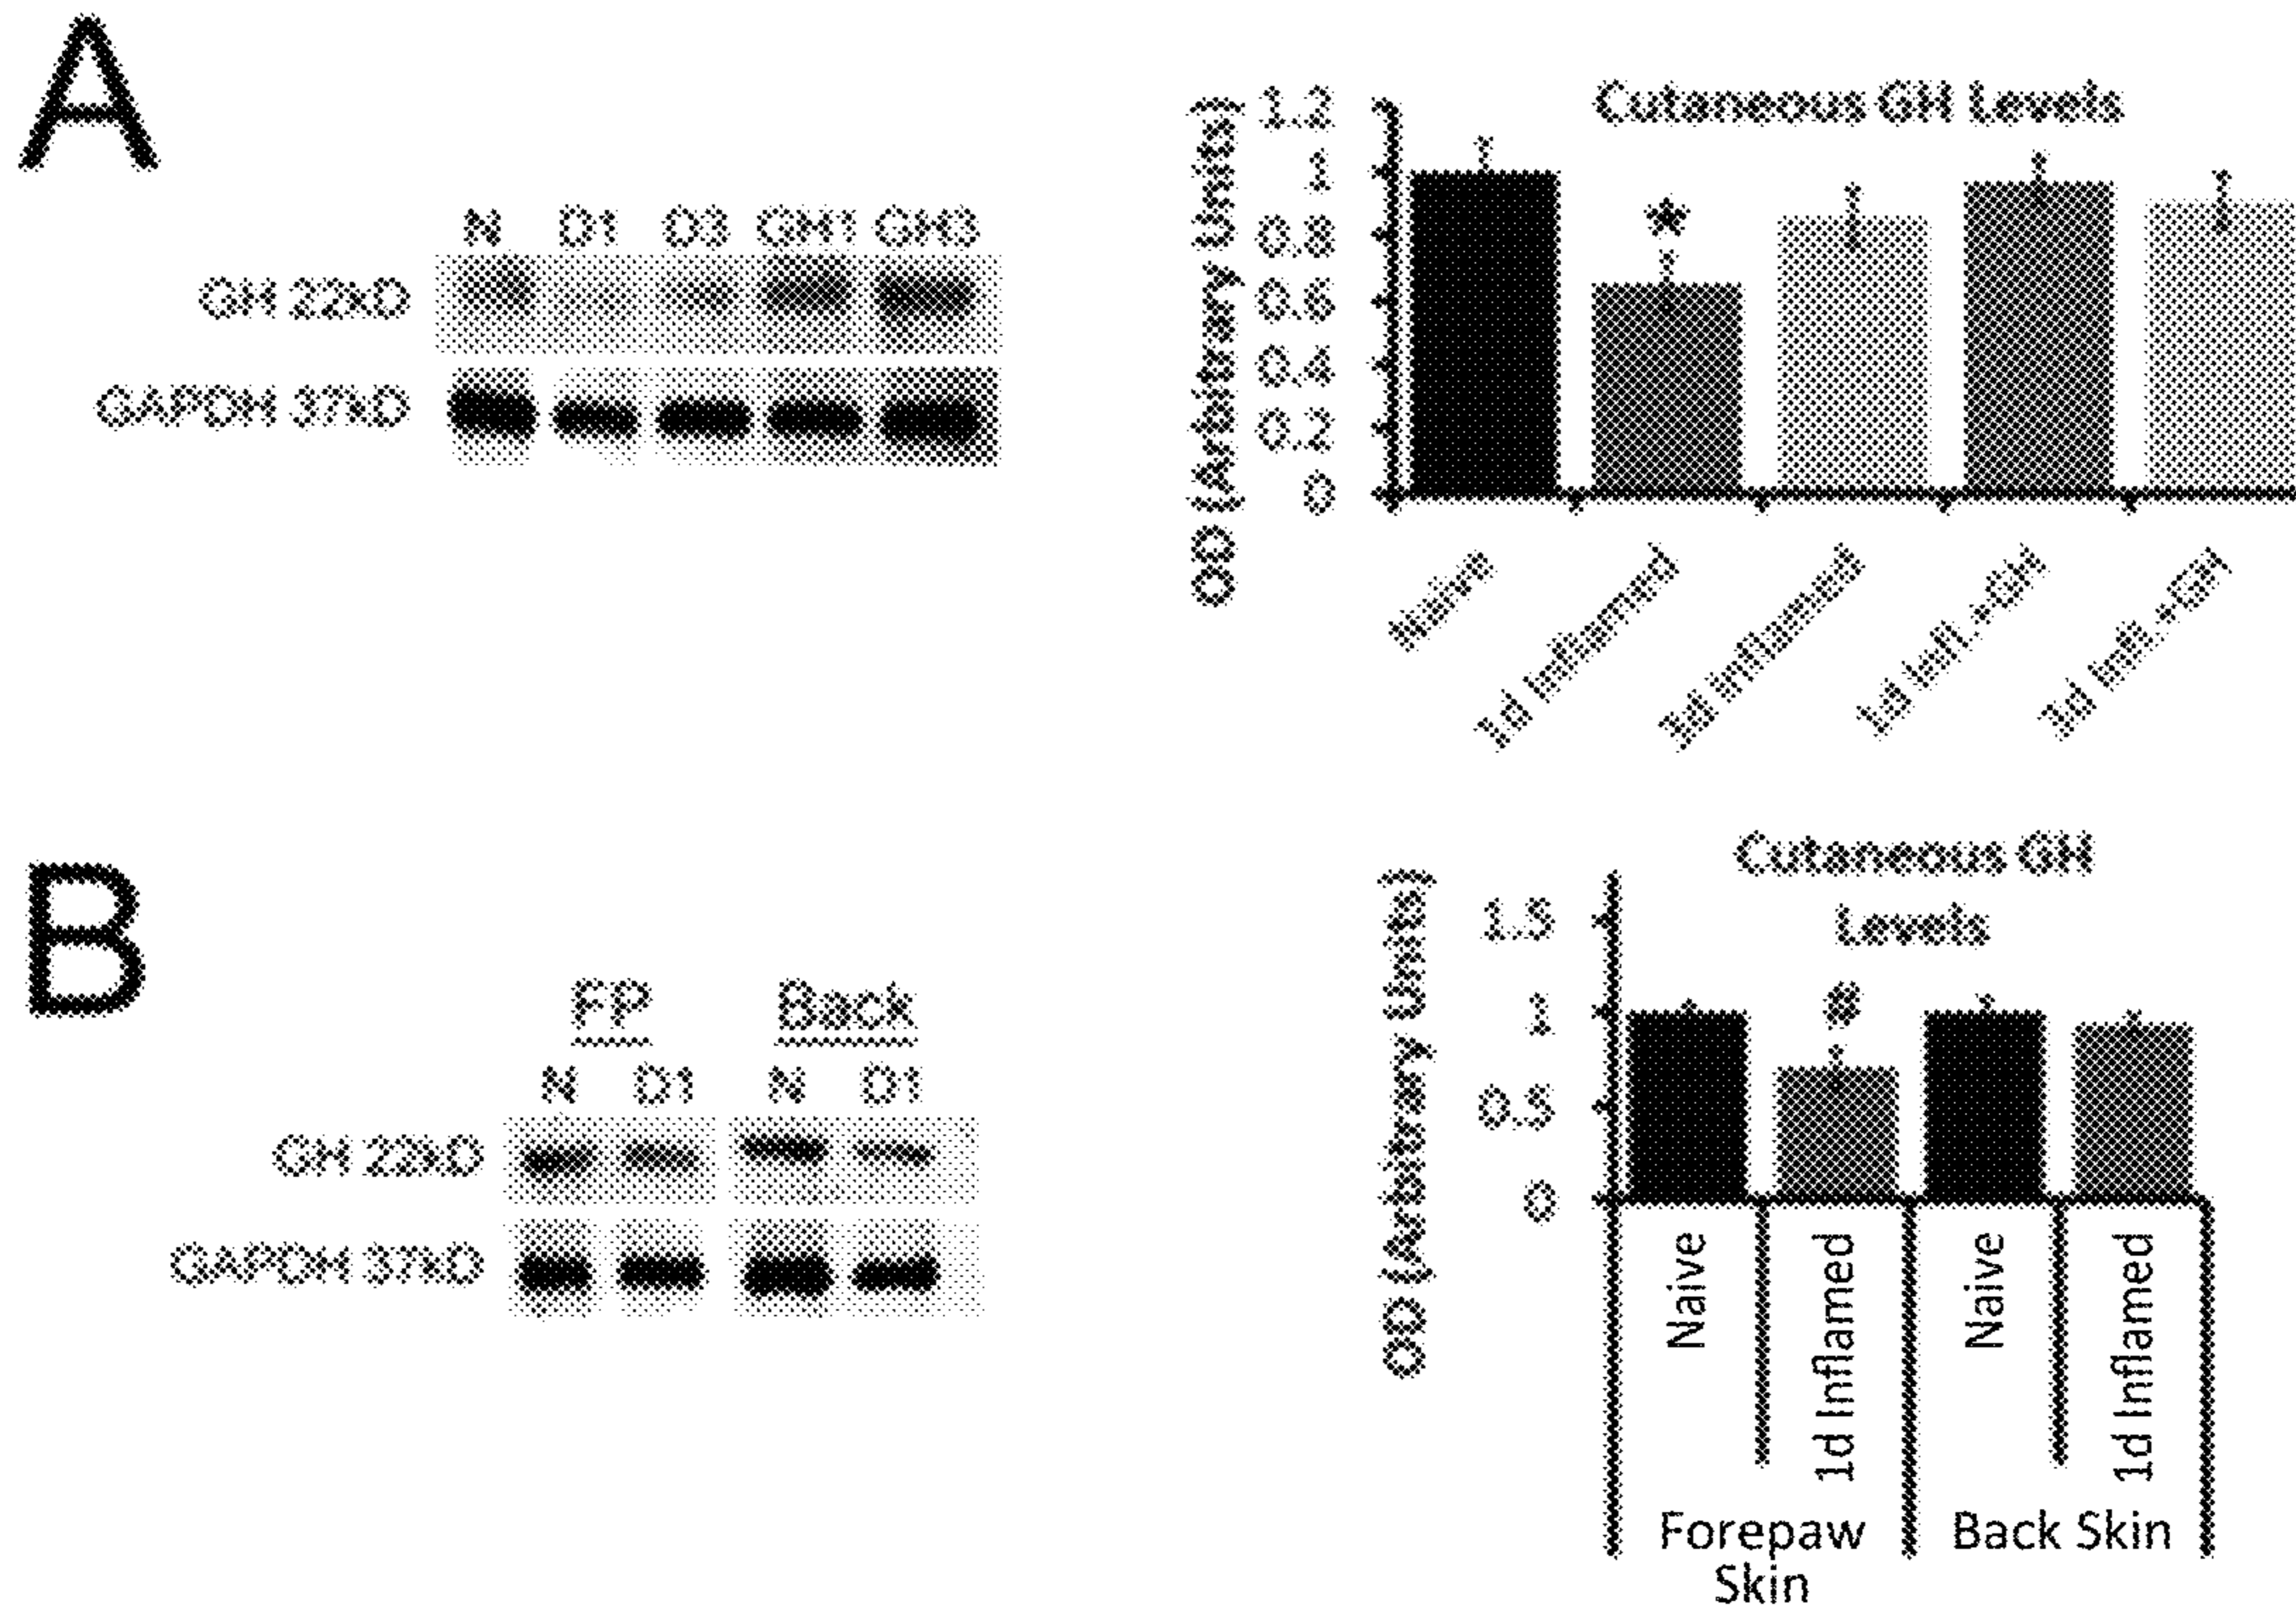 A
N D1 D3 GH1 GH3
GH 22kD
GAPDH 37kD
Cutaneous GH Levels
OD (Arbitrary Units)
1.2
1
0.8
0.6
0.4
0.2
0
*
Naive
1d Inflamed
3d Inflamed
1d Infl. +GH
3d Infl. +GH
B
FP Back
N D1 N D1
GH 22kD
GAPDH 37kD
Cutaneous GH
Levels
OD (Arbitrary Units)
1.5
1
0.5
0
#
Naive
1d Inflamed
Naive
1d Inflamed
Forepaw
Skin
Back Skin